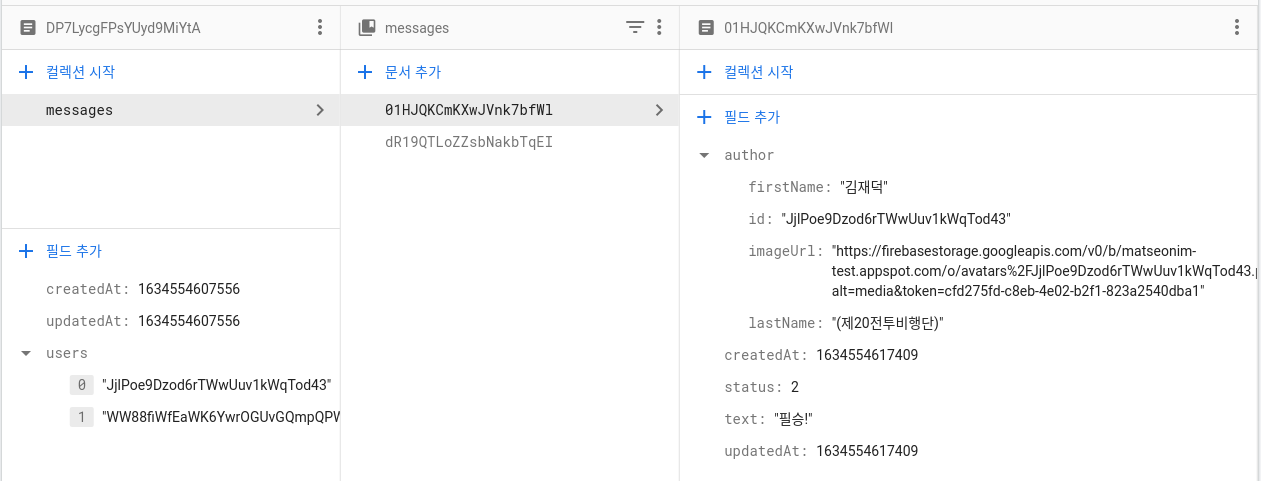 DP7LycgFPsYUyd9MiYtA
컬렉션 시작
messages
필드 추가
createdAt: 1634554607556
updatedAt: 1634554607556
users
0 "JjlPoe9Dzod6rTWwUuv1kWqTod43"
1 "WW88fiWfEaWK6YwrOGUvGQmpQPW
messages
문서 추가
01HJQKCmKXwJVnk7bfWl
dR19QTLoZZsbNakbTqEI
01HJQKCmKXwJVnk7bfWl
컬렉션 시작
필드 추가
author
firstName: "김재덕"
id: "JjlPoe9Dzod6rTWwUuv1kWqTod43"
imageUrl: "https://firebasestorage.googleapis.com/v0/b/matseonim-
test.appspot.com/o/avatars%2FJjlPoe9Dzod6rTWwUuv1kWqTod43.p
alt=media&token=cfd275fd-c8eb-4e02-b2f1-823a2540dba1"
lastName: "(제20전투비행단)"
createdAt: 1634554617409
status: 2
text: "필승!"
updatedAt: 1634554617409